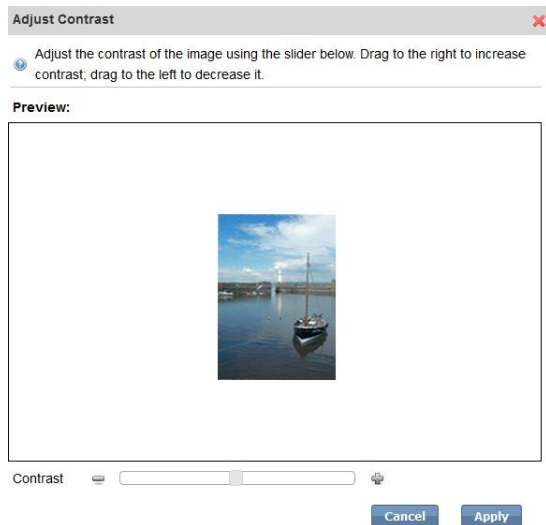 Adjust Contrast
Adjust the contrast of the image using the slider below. Drag to the right to increase
contrast; drag to the left to decrease it.
Preview:
Contrast
Cancel Apply